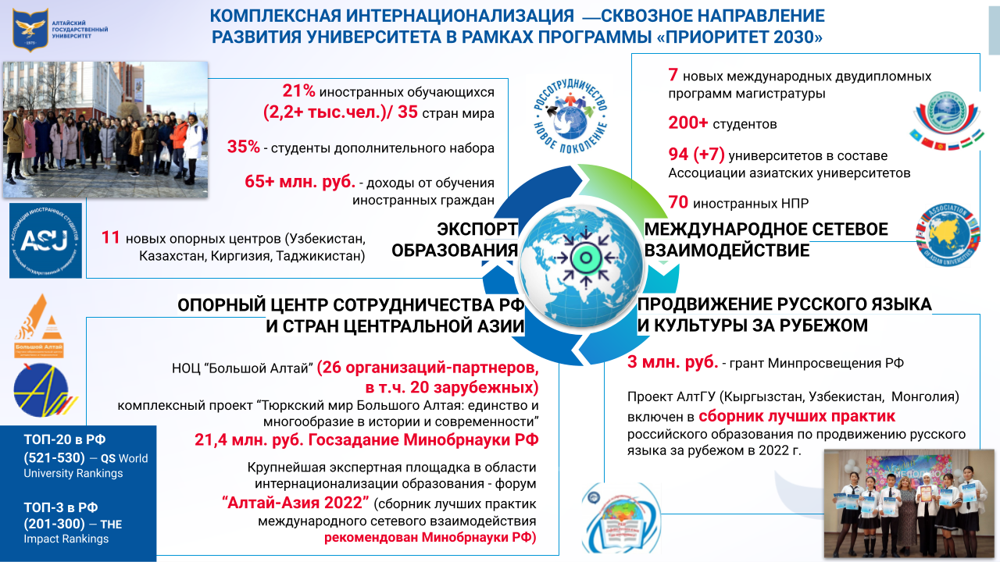 АЛТАЙСКИЙ
ГОСУДАРСТВЕННЫЙ
УНИВЕРСИТЕТ
КОМПЛЕКСНАЯ ИНТЕРНАЦИОНАЛИЗАЦИЯ —СКВОЗНОЕ НАПРАВЛЕНИЕ
РАЗВИТИЯ УНИВЕРСИТЕТА В РАМКАХ ПРОГРАММЫ «ПРИОРИТЕТ 2030»
21% иностранных обучающихся
(2,2+ тыс.чел.)/ 35 стран мира
35% - студенты дополнительного набора
65+ млн. руб. - доходы от обучения
иностранных граждан
11 новых опорных центров (Узбекистан,
Казахстан, Киргизия, Таджикистан)
АССОЦИАЦИЯ ИНОСТРАННЫХ СТУДЕНТОВ
ASU
ЭКСПОРТ
ОБРАЗОВАНИЯ
РОССОТРУДНИЧЕСТВО
НОВОЕ ПОКОЛЕНИЕ
7 новых международных двудипломных
программ магистратуры
200+ студентов
94 (+7) университетов в составе
Ассоциации азиатских университетов
70 иностранных НПР
ASSOCIATION
OF ASIAN UNIVERSITIES
МЕЖДУНАРОДНОЕ СЕТЕВОЕ
ВЗАИМОДЕЙСТВИЕ
ОПОРНЫЙ ЦЕНТР СОТРУДНИЧЕСТВА РФ
И СТРАН ЦЕНТРАЛЬНОЙ АЗИИ
Большой Алтай
НОЦ “Большой Алтай” (26 организаций-партнеров,
в т.ч. 20 зарубежных)
комплексный проект “Тюркский мир Большого Алтая: единство и
многообразие в истории и современности”
21,4 млн. руб. Госзадание Минобрнауки РФ
Крупнейшая экспертная площадка в области
интернационализации образования - форум
“Алтай-Азия 2022” (сборник лучших практик
международного сетевого взаимодействия
рекомендован Минобрнауки РФ)
ТОП-20 в РФ
(521-530) — QS World
University Rankings
ТОП-3 в РФ
(201-300) — THE
Impact Rankings
ПРОДВИЖЕНИЕ РУССКОГО ЯЗЫКА
И КУЛЬТУРЫ ЗА РУБЕЖОМ
3 млн. руб. - грант Минпросвещения РФ
Проект АлтГУ (Кыргызстан, Узбекистан, Монголия)
включен в сборник лучших практик
российского образования по продвижению русского
языка за рубежом в 2022 г.